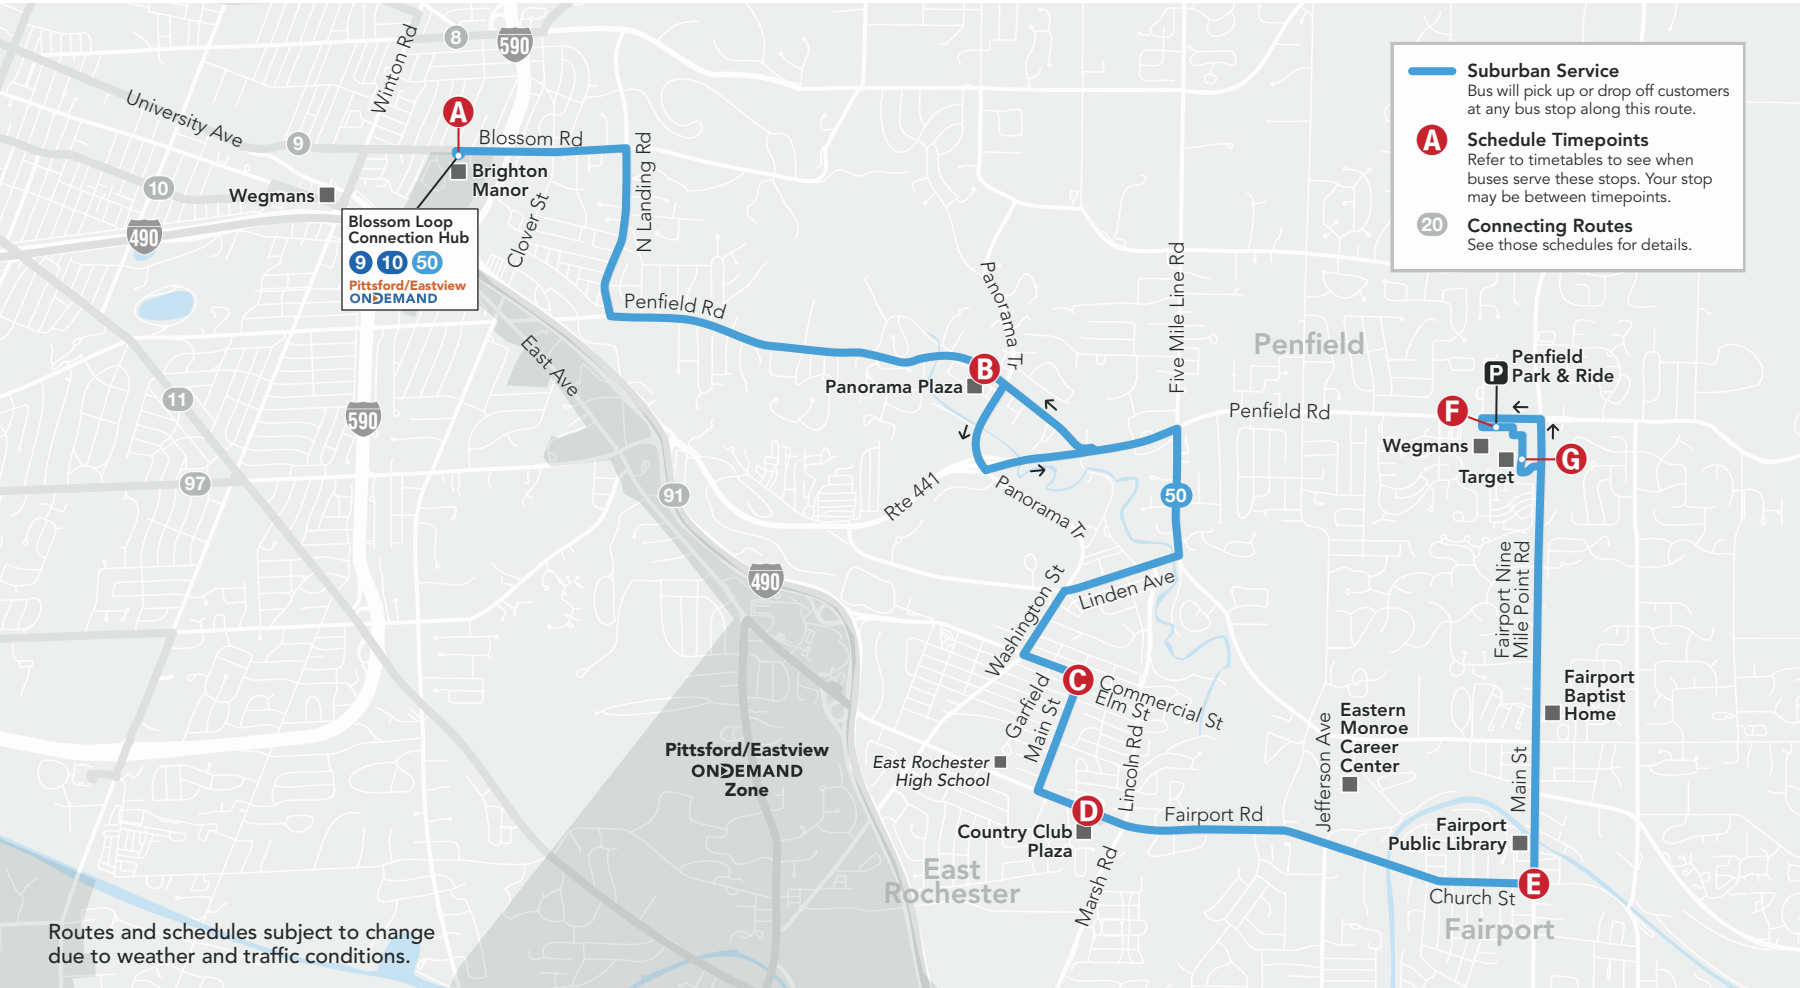 8
590
Winton Rd
University Ave
9
A
Blossom Rd
N Landing Rd
Brighton
Manor
10
Wegmans
490
Clover St
Blossom Loop
Connection Hub
9 10 50
Pittsford/Eastview
ONDEMAND
Penfield Rd
East Ave
11
590
97
91
490
Panorama Tr
B
Panorama Plaza
Five Mile Line Rd
Penfield
Penfield Rd
Rte 441
Panorama Tr
50
Linden Ave
Washington St
C
Commercial St
Elm St
Garfield
Main St
Lincoln Rd
East Rochester
High School
D
Country Club
Plaza
Fairport Rd
Marsh Rd
East
Rochester
Pittsford/Eastview
ONDEMAND
Zone
Suburban Service
Bus will pick up or drop off customers
at any bus stop along this route.
A
Schedule Timepoints
Refer to timetables to see when
buses serve these stops. Your stop
may be between timepoints.
20
Connecting Routes
See those schedules for details.
P
Penfield
Park & Ride
F
Wegmans
Target
G
Fairport Nine
Mile Point Rd
Fairport
Baptist
Home
Eastern
Monroe
Career
Center
Jefferson Ave
Main St
Fairport
Public Library
E
Church St
Fairport
Routes and schedules subject to change
due to weather and traffic conditions.